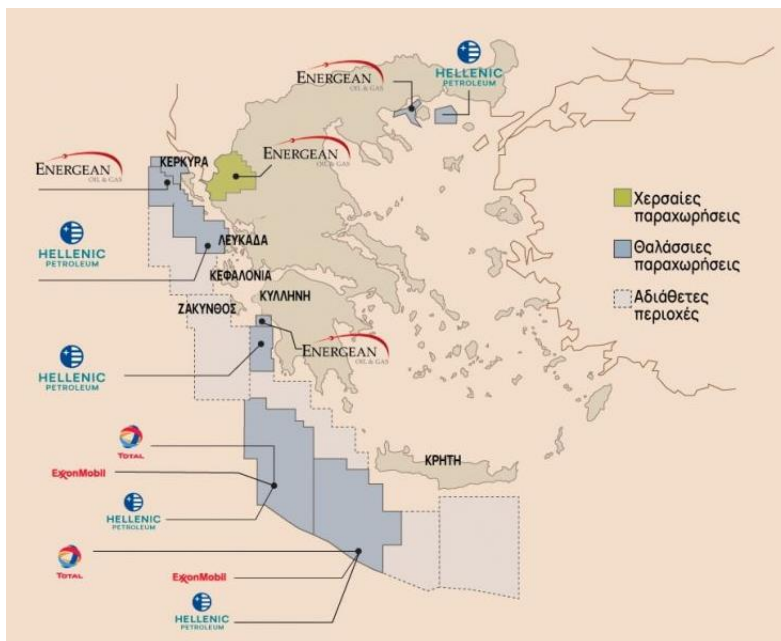 ENERGEAN
OIL & GAS
HELLENIC
PETROLEUM
ENERGEAN
OIL & GAS
ΚΕΡΚΥΡΑ
ENERGEAN
OIL & GAS
HELLENIC
PETROLEUM
ΛΕΥΚΑΔΑ
ΚΕΦΑΛΟΝΙΑ
ΖΑΚΥΝΘΟΣ
ΚΥΛΛΗΝΗ
ENERGEAN
OIL & GAS
HELLENIC
PETROLEUM
Χερσαίες
παραχωρήσεις
Θαλάσσιες
παραχωρήσεις
Αδιάθετες
περιοχές
TOTAL
ExxonMobil
HELLENIC
PETROLEUM
ΚΡΗΤΗ
TOTAL
ExxonMobil
HELLENIC
PETROLEUM